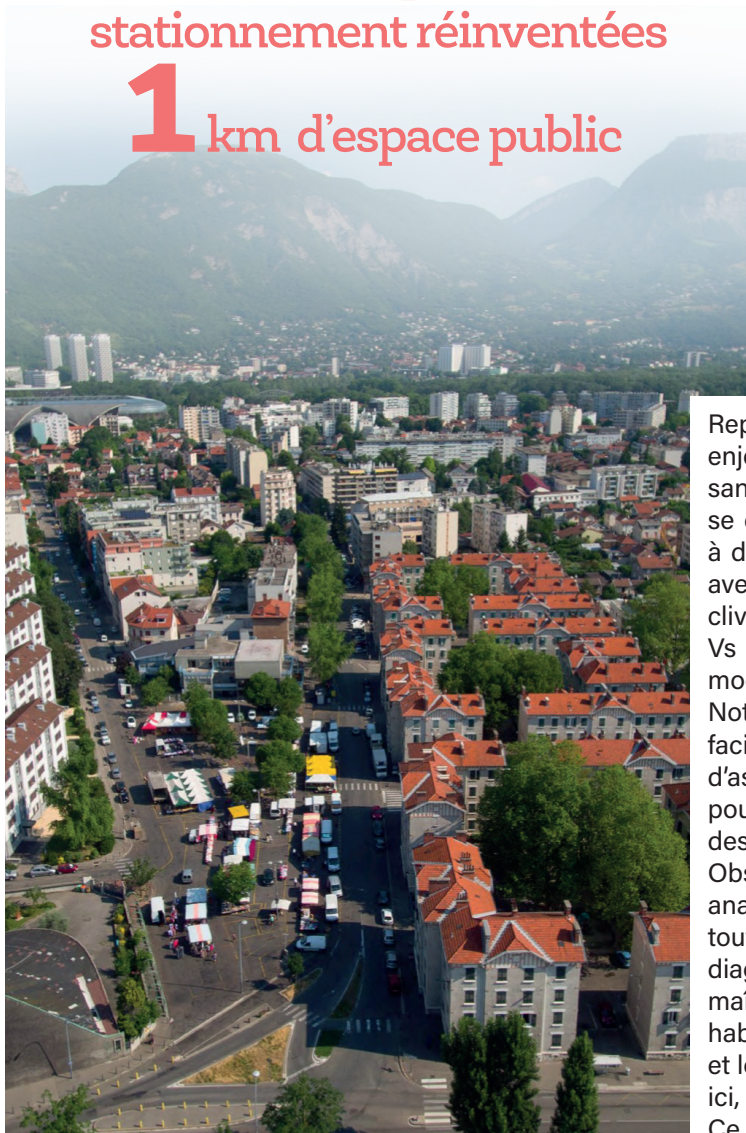 stationnement réinventées
1 km d'espace public
Rep
enje
san
se
à d
ave
cliv
Vs
mo
Not
faci
d'as
pou
des
Obs
ana
tou
diag
maî
hab
et le
ici,
Ce